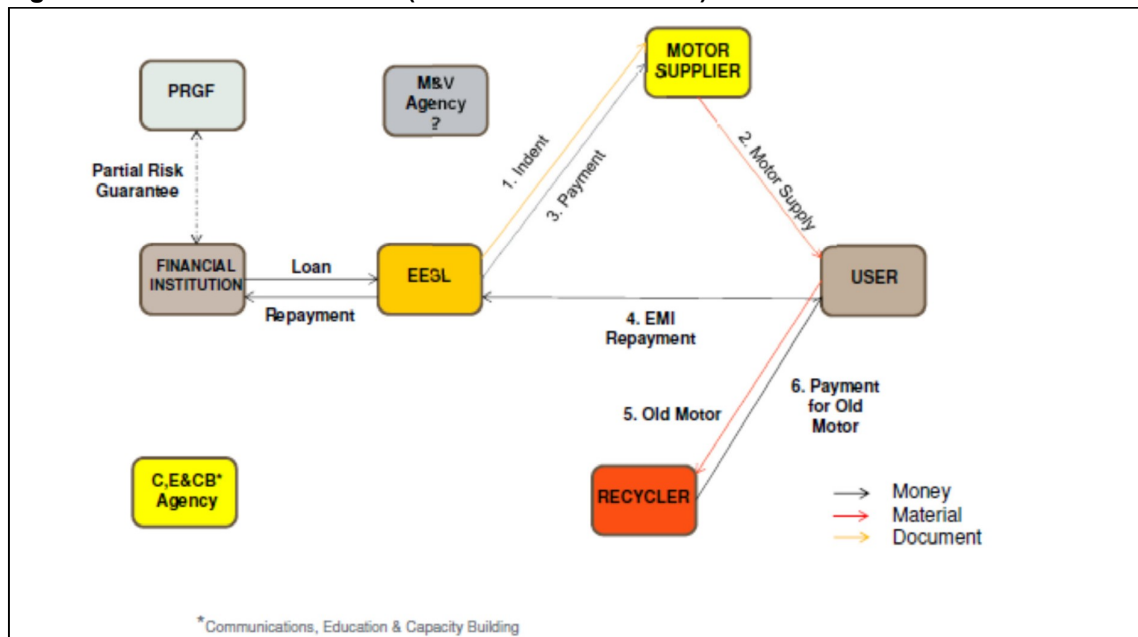 MOTOR
SUPPLIER
PRGF
M&V
Agency
?
Partial Risk
Guarantee
1. Indent
3. Payment
2. Motor Supply
FINANCIAL
INSTITUTION
Loan
Repayment
EESL
4. EMI
Repayment
USER
5. Old Motor
6. Payment
for Old
Motor
C,E&CB*
Agency
RECYCLER
Money
Material
Document
*Communications, Education & Capacity Building